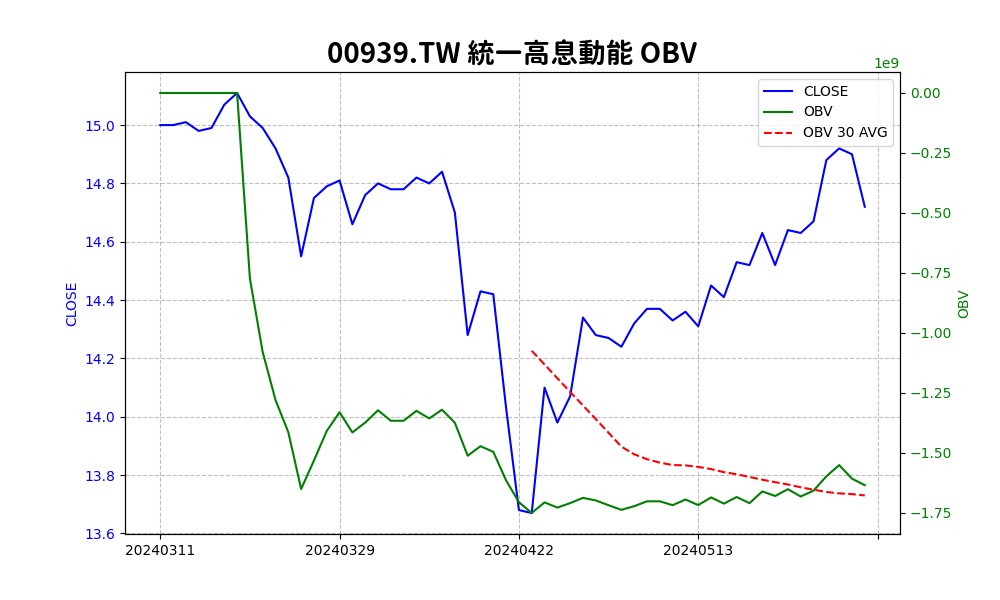 00939.TW 統一高息動能 OBV
1e9
CLOSE
OBV
OBV 30 AVG
15.0
14.8
14.6
14.4
14.2
14.0
13.8
13.6
CLOSE
0.00
−0.25
−0.50
−0.75
−1.00
−1.25
−1.50
−1.75
OBV
20240311
20240329
20240422
20240513